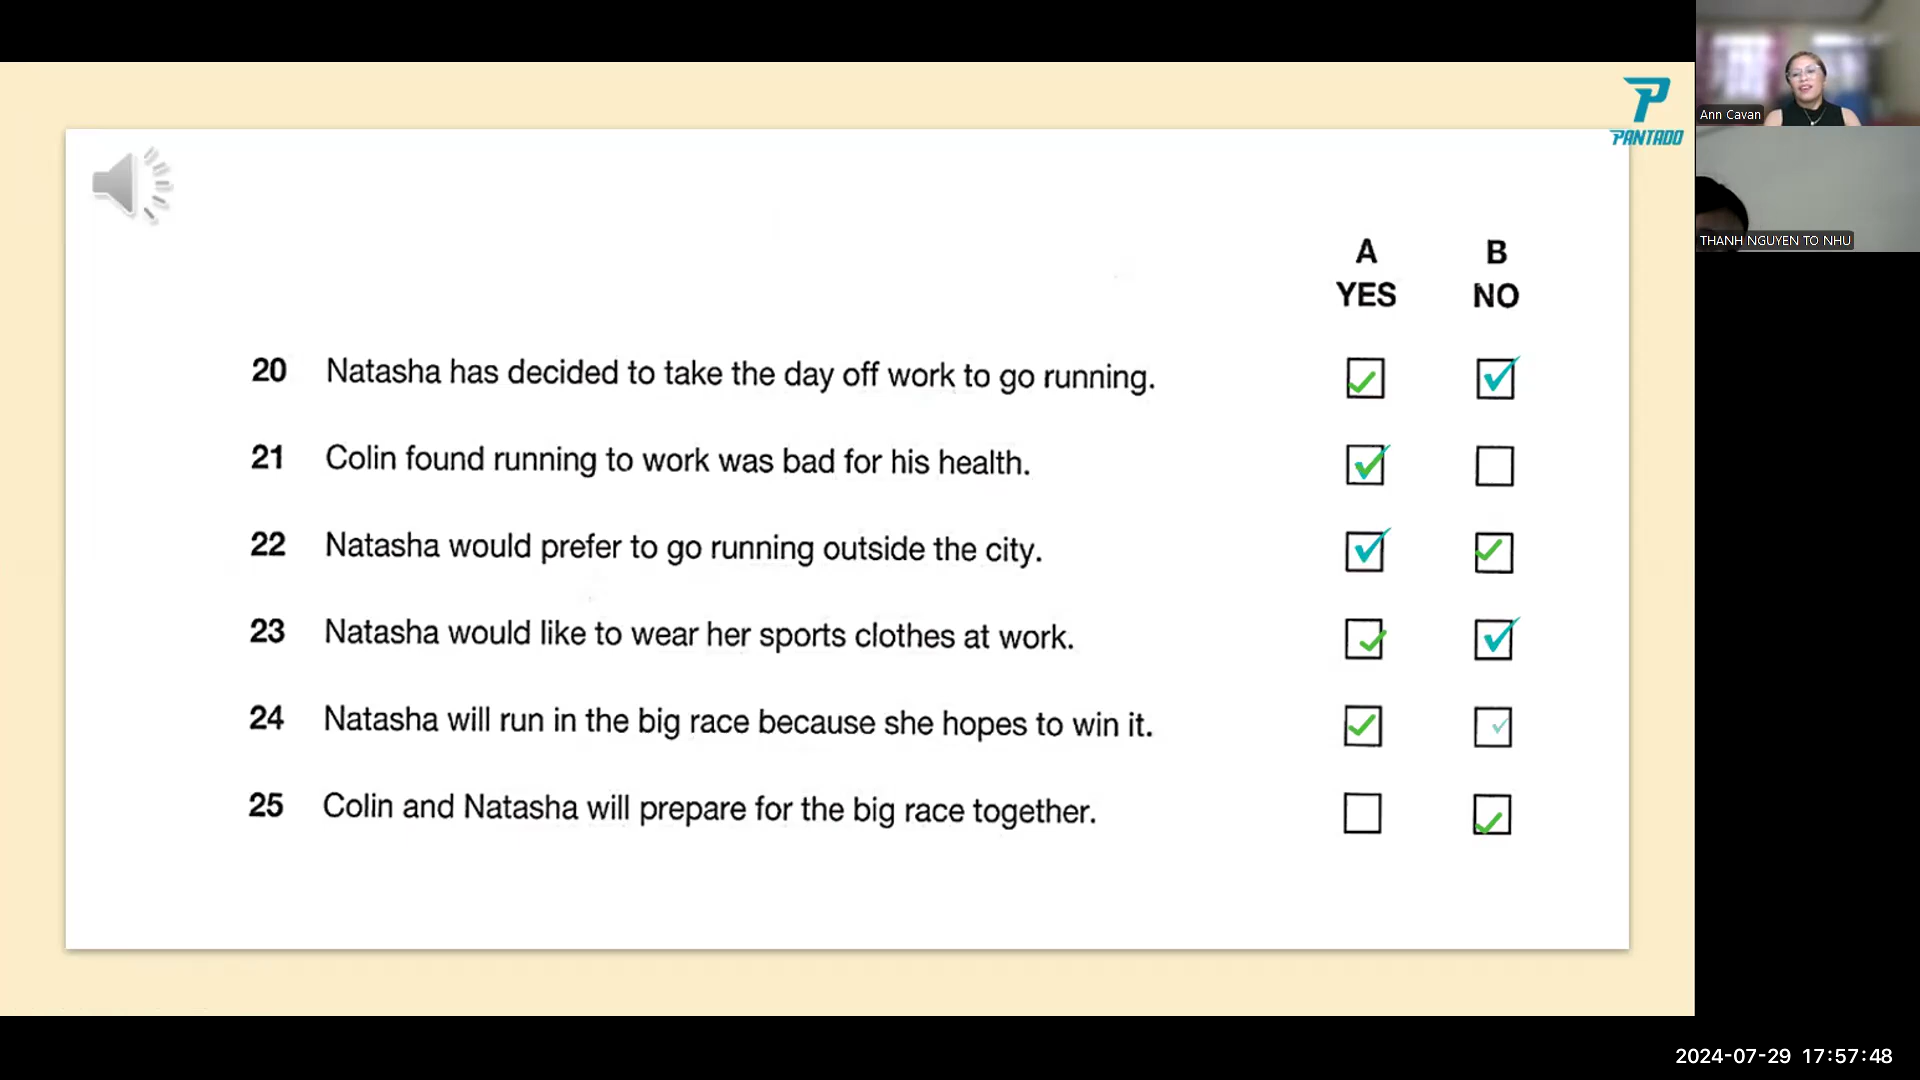 PANTADO
Ann Cavan
THANH NGUYEN TO NHU
A B
YES NO
20 Natasha has decided to take the day off work to go running.
21 Colin found running to work was bad for his health.
22 Natasha would prefer to go running outside the city.
23 Natasha would like to wear her sports clothes at work.
24 Natasha will run in the big race because she hopes to win it.
25 Colin and Natasha will prepare for the big race together.
2024-07-29 17:57:48